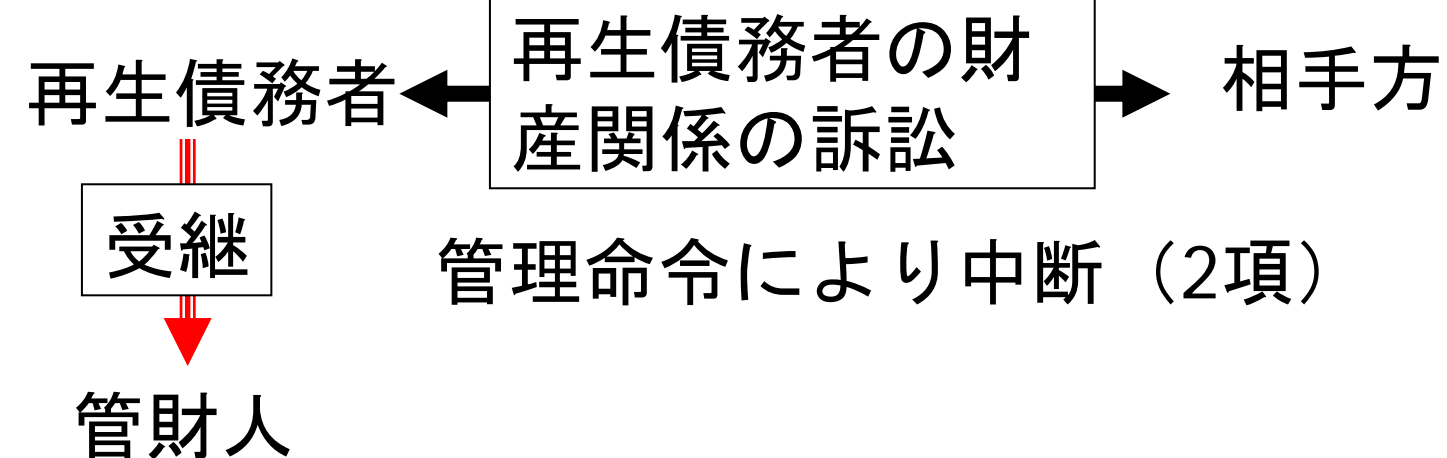 再生債務者
再生債務者の財
産関係の訴訟
相手方
受継
管理命令により中断（2項）
管財人